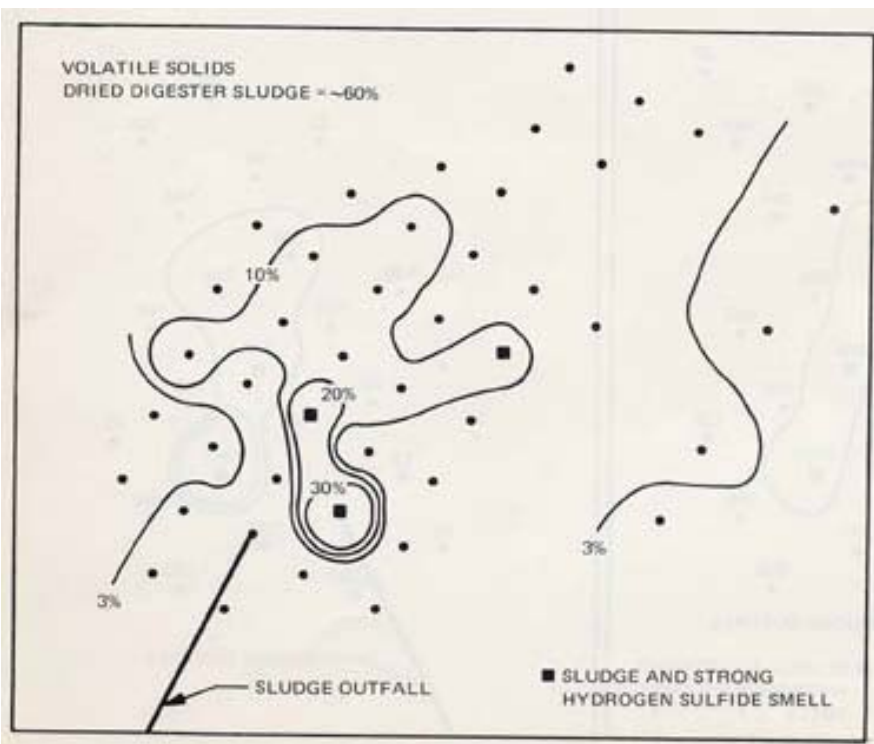 VOLATILE SOLIDS
DRIED DIGESTER SLUDGE = ~60%
10%
20%
30%
3%
3%
SLUDGE OUTFALL
SLUDGE AND STRONG
HYDROGEN SULFIDE SMELL